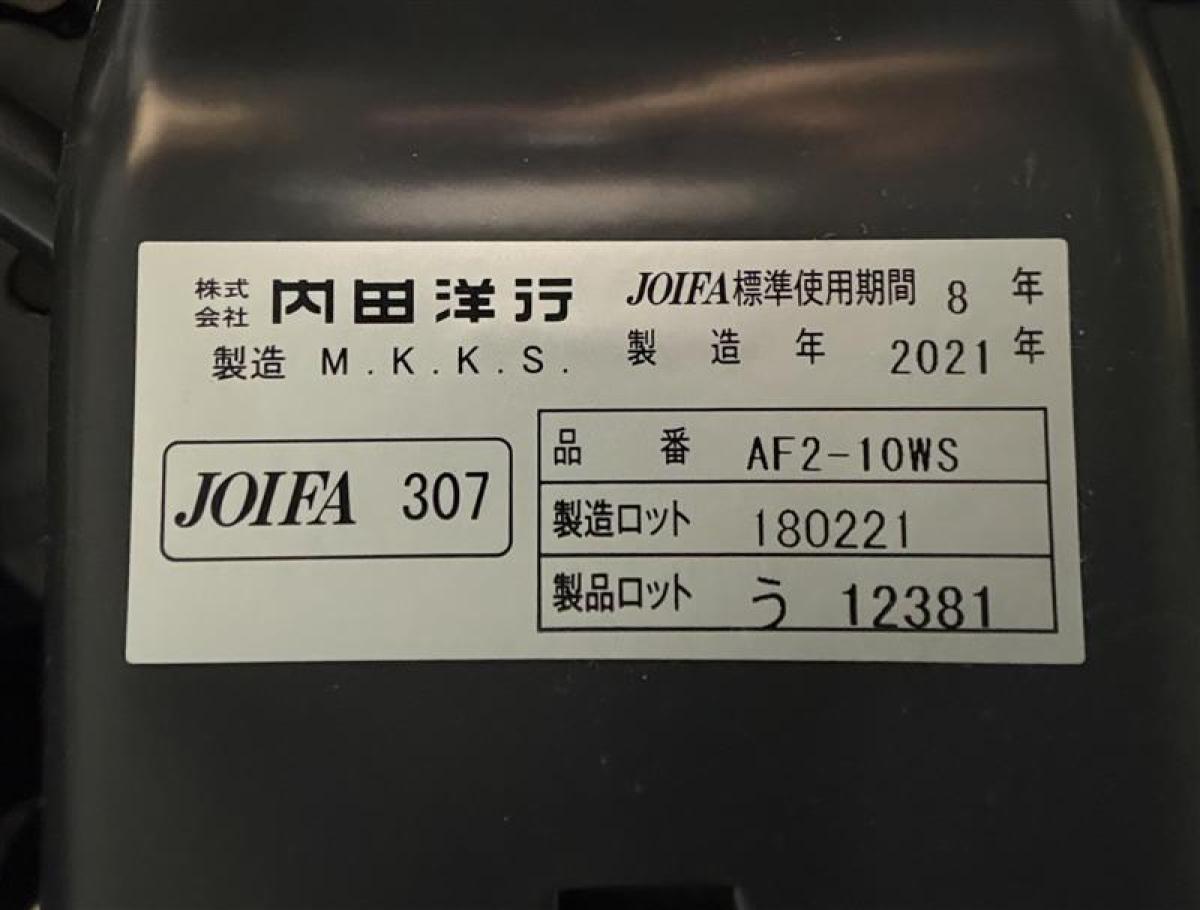 株式会社 内田洋行
製造 M.K.K.S.
JOIFA標準使用期間 8 年
製造年 2021 年
JOIFA 307
品番 AF2-10WS
製造ロット 180221
製品ロット う 12381